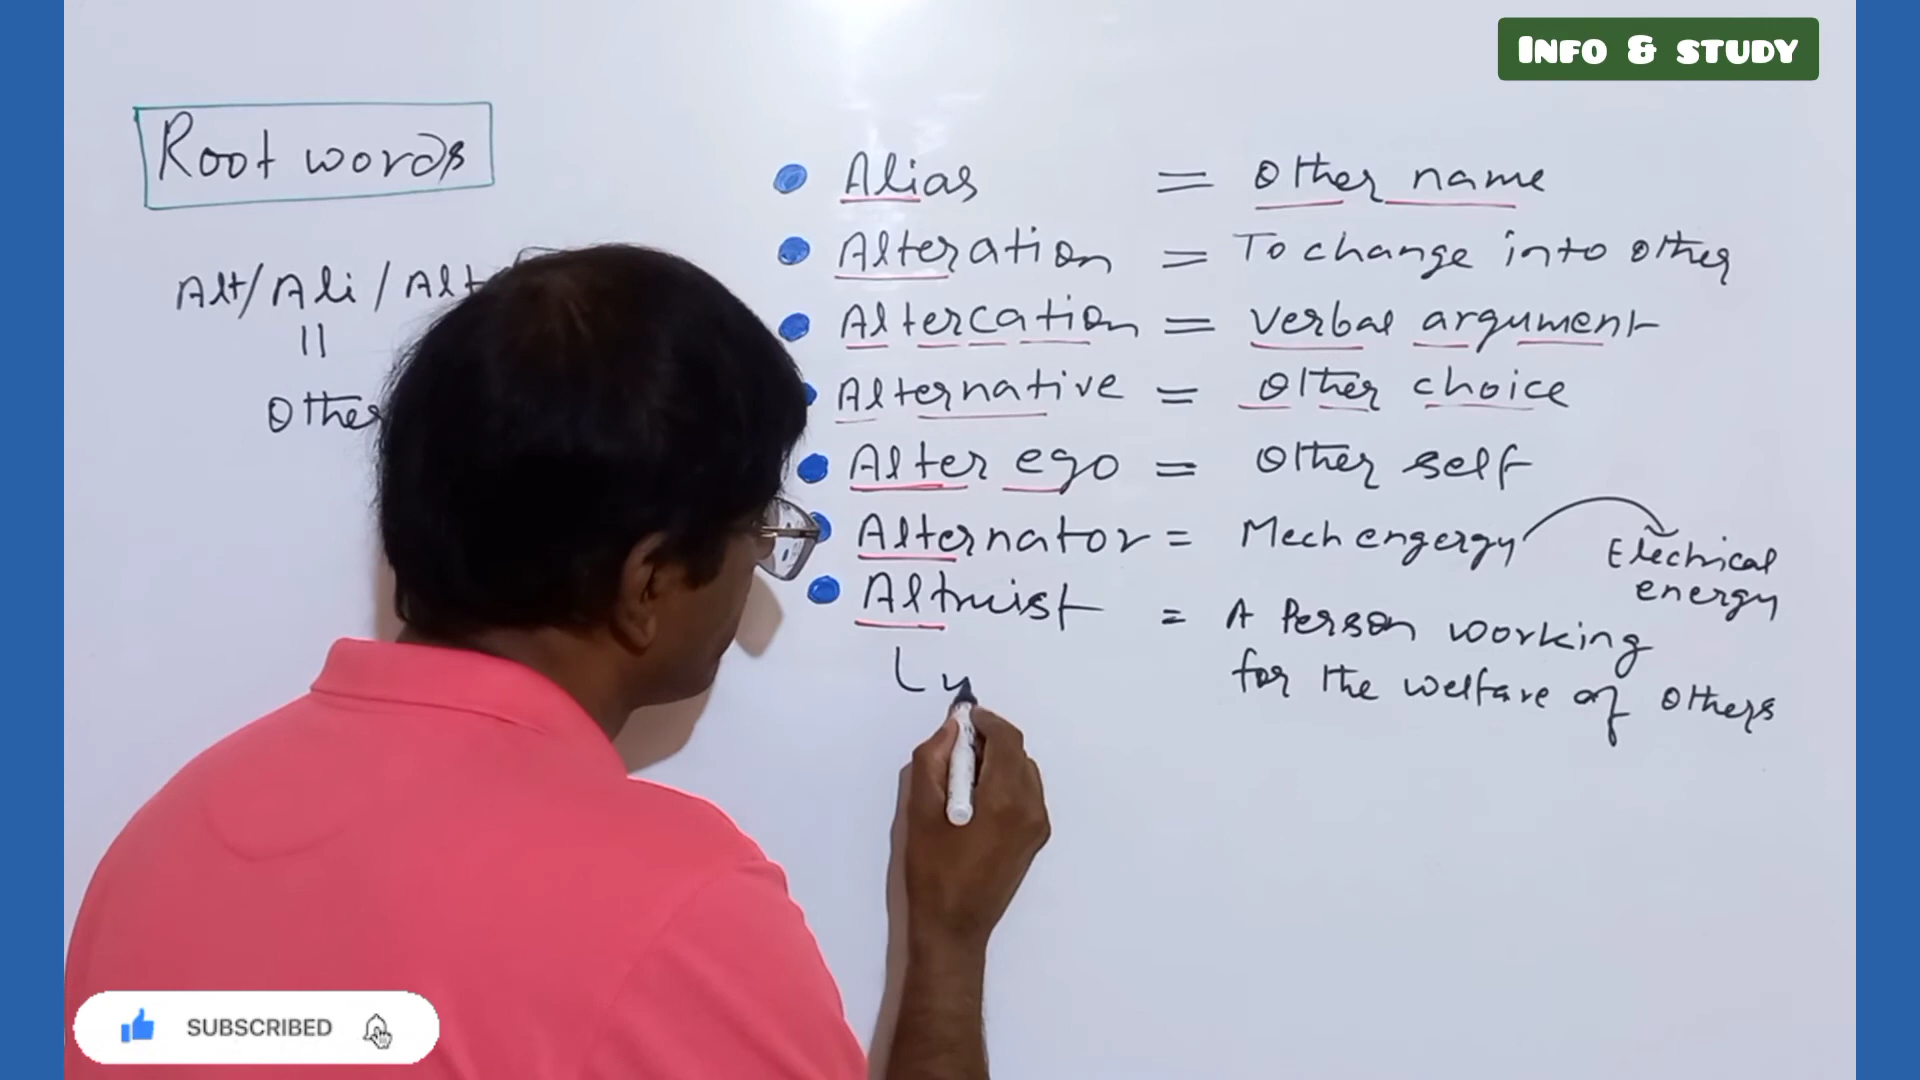 INFO & STUDY
Root words
Alt/Ali/Alt
Other
Alias = Other name
Alteration = To change into other
Altercation = verbal argument
Alternative = Other choice
Alter ego = Other self
Alternator = Mech engergy Electrical energy
Altruist = A Person working
for the welfare of others
SUBSCRIBED